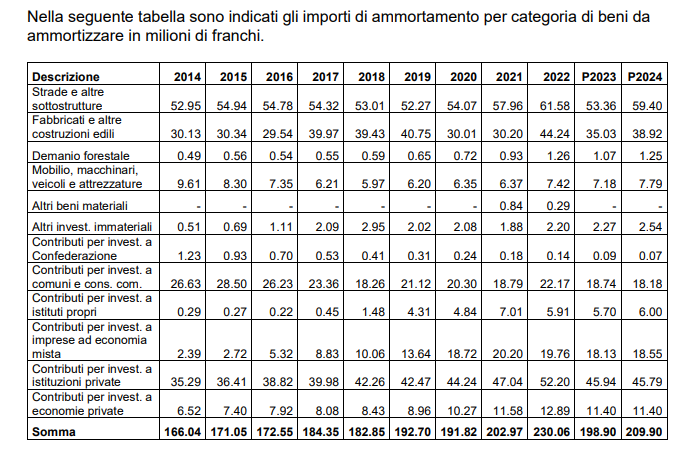 Nella seguente tabella sono indicati gli importi di ammortamento per categoria di beni da
ammortizzare in milioni di franchi.
Descrizione 2014 2015 2016 2017 2018 2019 2020 2021 2022 P2023 P2024
Strade e altre
sottostrutture 52.95 54.94 54.78 54.32 53.01 52.27 54.07 57.96 61.58 53.36 59.40
Fabbricati e altre
costruzioni edili 30.13 30.34 29.54 39.97 39.43 40.75 30.01 30.20 44.24 35.03 38.92
Demanio forestale 0.49 0.56 0.54 0.55 0.59 0.65 0.72 0.93 1.26 1.07 1.25
Mobilio, macchinari,
veicoli e attrezzature 9.61 8.30 7.35 6.21 5.97 6.20 6.35 6.37 7.42 7.18 7.79
Altri beni materiali - - - - - - - 0.84 0.29 - -
Altri invest. immateriali 0.51 0.69 1.11 2.09 2.95 2.02 2.08 1.88 2.20 2.27 2.54
Contributi per invest. a
Confederazione 1.23 0.93 0.70 0.53 0.41 0.31 0.24 0.18 0.14 0.09 0.07
Contributi per invest. a
comuni e cons. com. 26.63 28.50 26.23 23.36 18.26 21.12 20.30 18.79 22.17 18.74 18.18
Contributi per invest. a
istituti propri 0.29 0.27 0.22 0.45 1.48 4.31 4.84 7.01 5.91 5.70 6.00
Contributi per invest. a
imprese ad economia
mista 2.39 2.72 5.32 8.83 10.06 13.64 18.72 20.20 19.76 18.13 18.55
Contributi per invest. a
istituzioni private 35.29 36.41 38.82 39.98 42.26 42.47 44.24 47.04 52.20 45.94 45.79
Contributi per invest. a
economie private 6.52 7.40 7.92 8.08 8.43 8.96 10.27 11.58 12.89 11.40 11.40
Somma 166.04 171.05 172.55 184.35 182.85 192.70 191.82 202.97 230.06 198.90 209.90